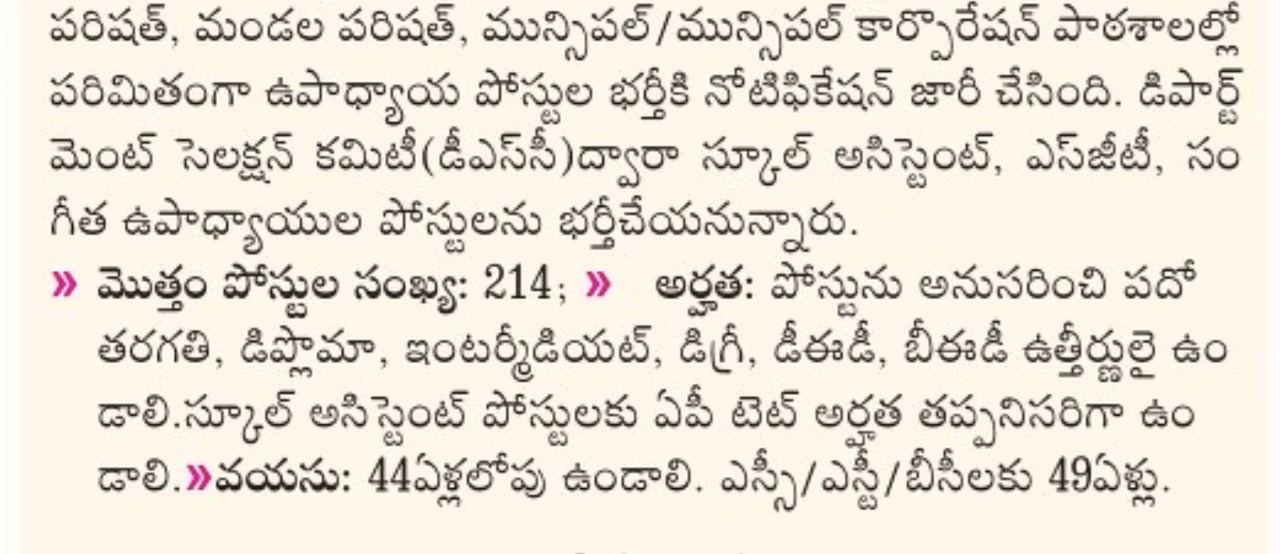 పరిషత్, మండల పరిషత్, మున్సిపల్/మున్సిపల్ కార్పొరేషన్ పాఠశాలల్లో
పరిమితంగా ఉపాధ్యాయ పోస్టుల భర్తీకి నోటిఫికేషన్ జారీ చేసింది. డిపార్ట్
మెంట్ సెలక్షన్ కమిటీ(డీఎస్‌సీ)ద్వారా స్కూల్ అసిస్టెంట్, ఎస్‌జీటీ, సం
గీత ఉపాధ్యాయుల పోస్టులను భర్తీచేయనున్నారు.
» మొత్తం పోస్టుల సంఖ్య: 214; » అర్హత: పోస్టును అనుసరించి పదో
తరగతి, డిప్లొమా, ఇంటర్మీడియట్, డిగ్రీ, డీఈడీ, బీఈడీ ఉత్తీర్ణులై ఉం
డాలి.స్కూల్ అసిస్టెంట్ పోస్టులకు ఏపీ టెట్ అర్హత తప్పనిసరిగా ఉం
డాలి.»వయసు: 44ఏళ్లలోపు ఉండాలి. ఎస్సీ/ఎస్టీ/బీసీలకు 49ఏళ్లు.